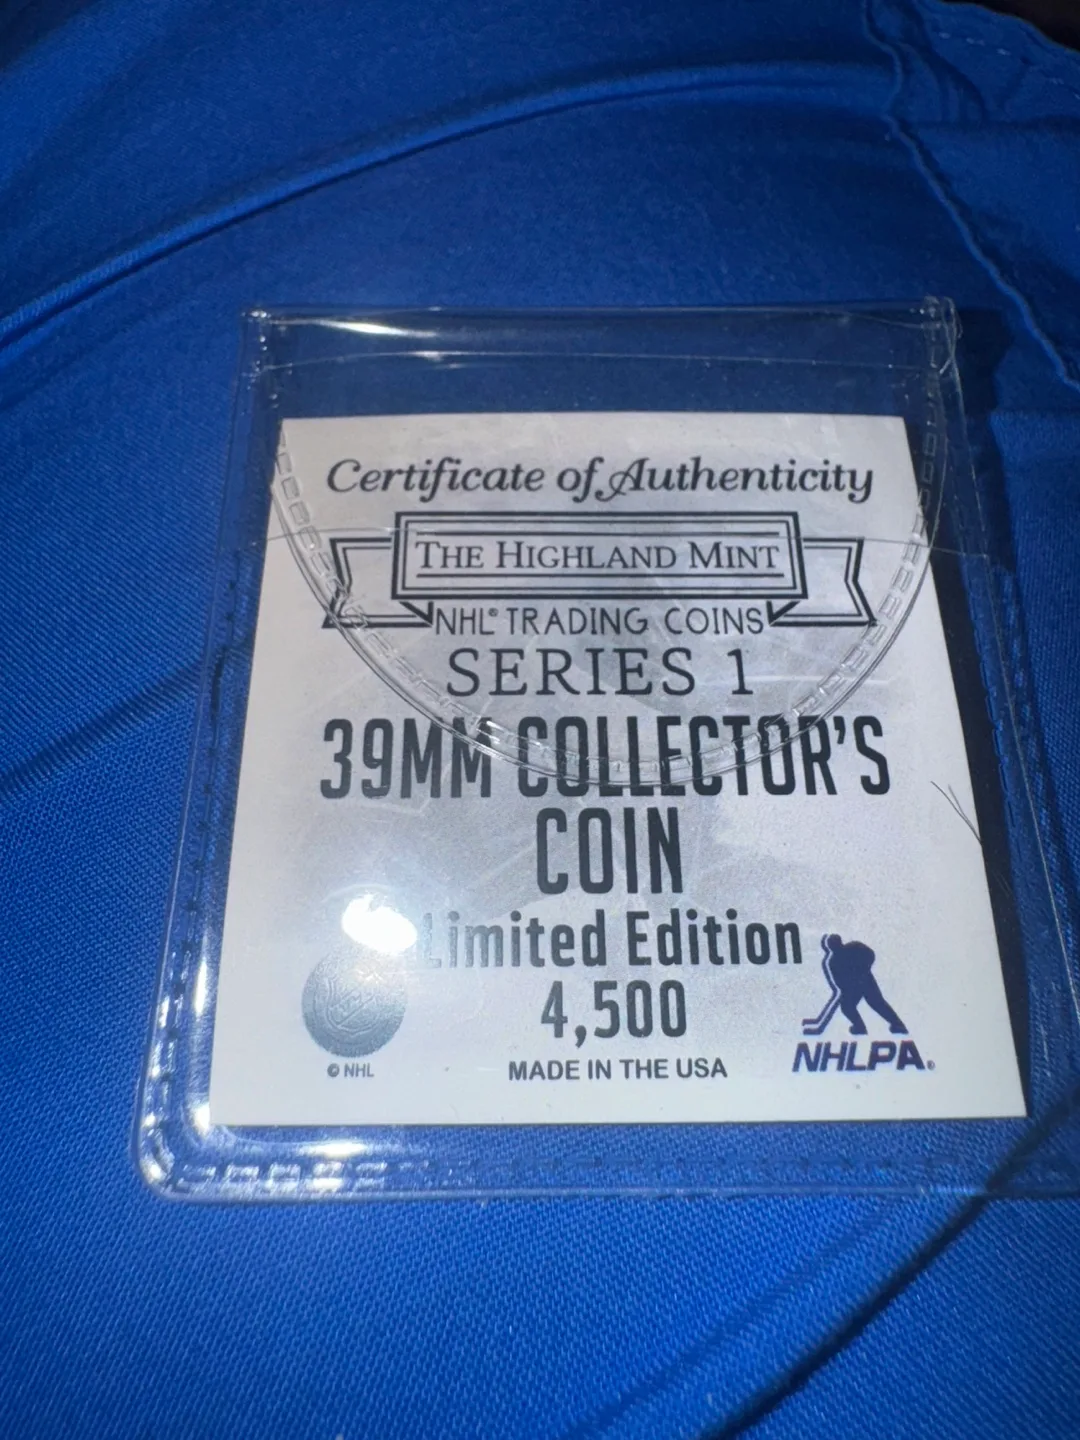 Certificate of Authenticity
THE HIGHLAND MINT
NHL® TRADING COINS
SERIES 1
39MM COLLECTOR'S
COIN
Limited Edition
4,500
© NHL
MADE IN THE USA
NHLPA®